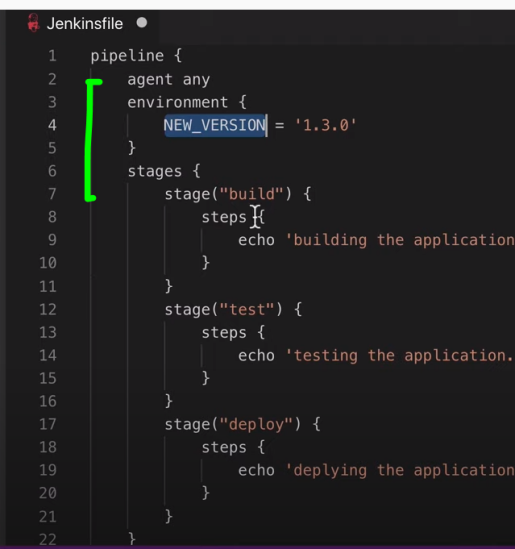 Jenkinsfile
1 pipeline {
2 agent any
3 environment {
4 NEW_VERSION = '1.3.0'
5 }
6 stages {
7 stage("build") {
8 steps {
9 echo 'building the application
10 }
11 }
12 stage("test") {
13 steps {
14 echo 'testing the application.
15 }
16 }
17 stage("deploy") {
18 steps {
19 echo 'deplying the application
20 }
21 }
22 }